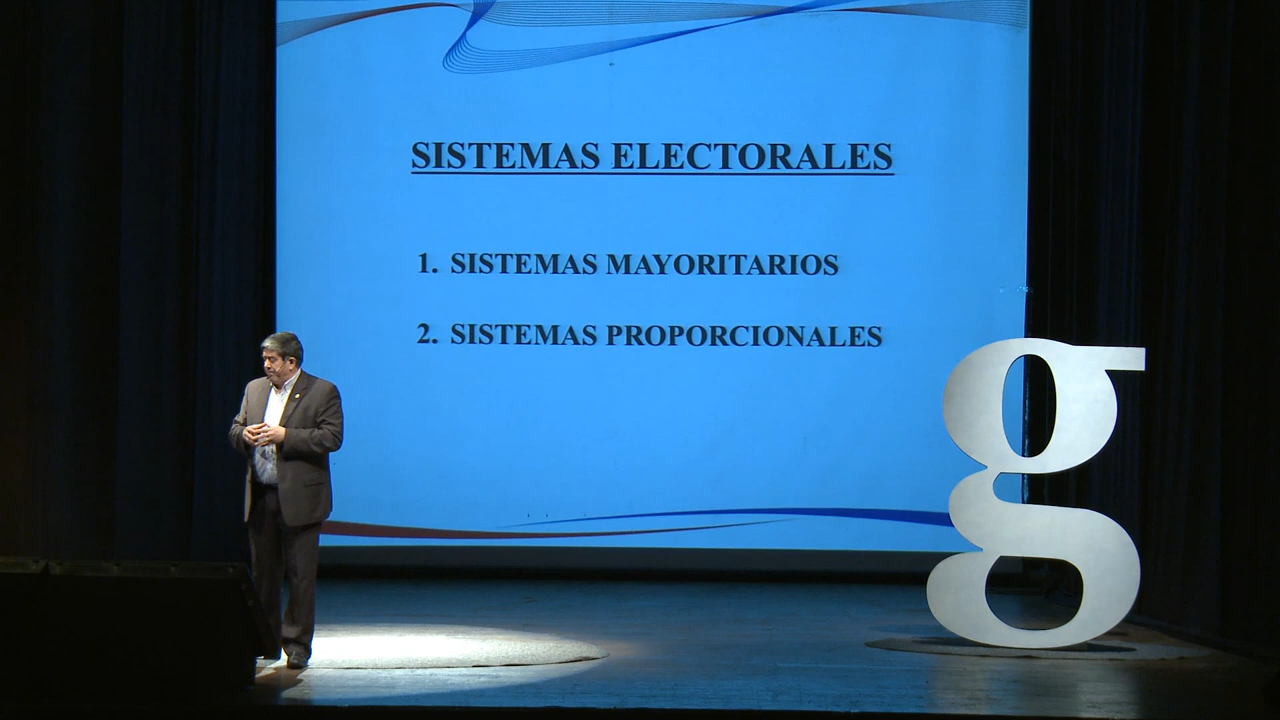 SISTEMAS ELECTORALES
1. SISTEMAS MAYORITARIOS
2. SISTEMAS PROPORCIONALES
g